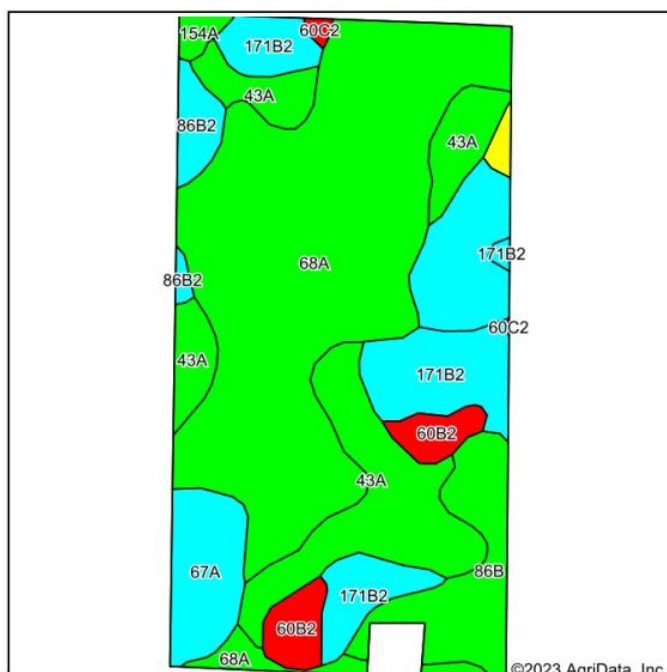 154A
60C2
171B2
43A
86B2
43A
171B2
68A
86B2
60C2
43A
171B2
60B2
43A
86B
67A
171B2
60B2
68A
©2023 AgriData, Inc.